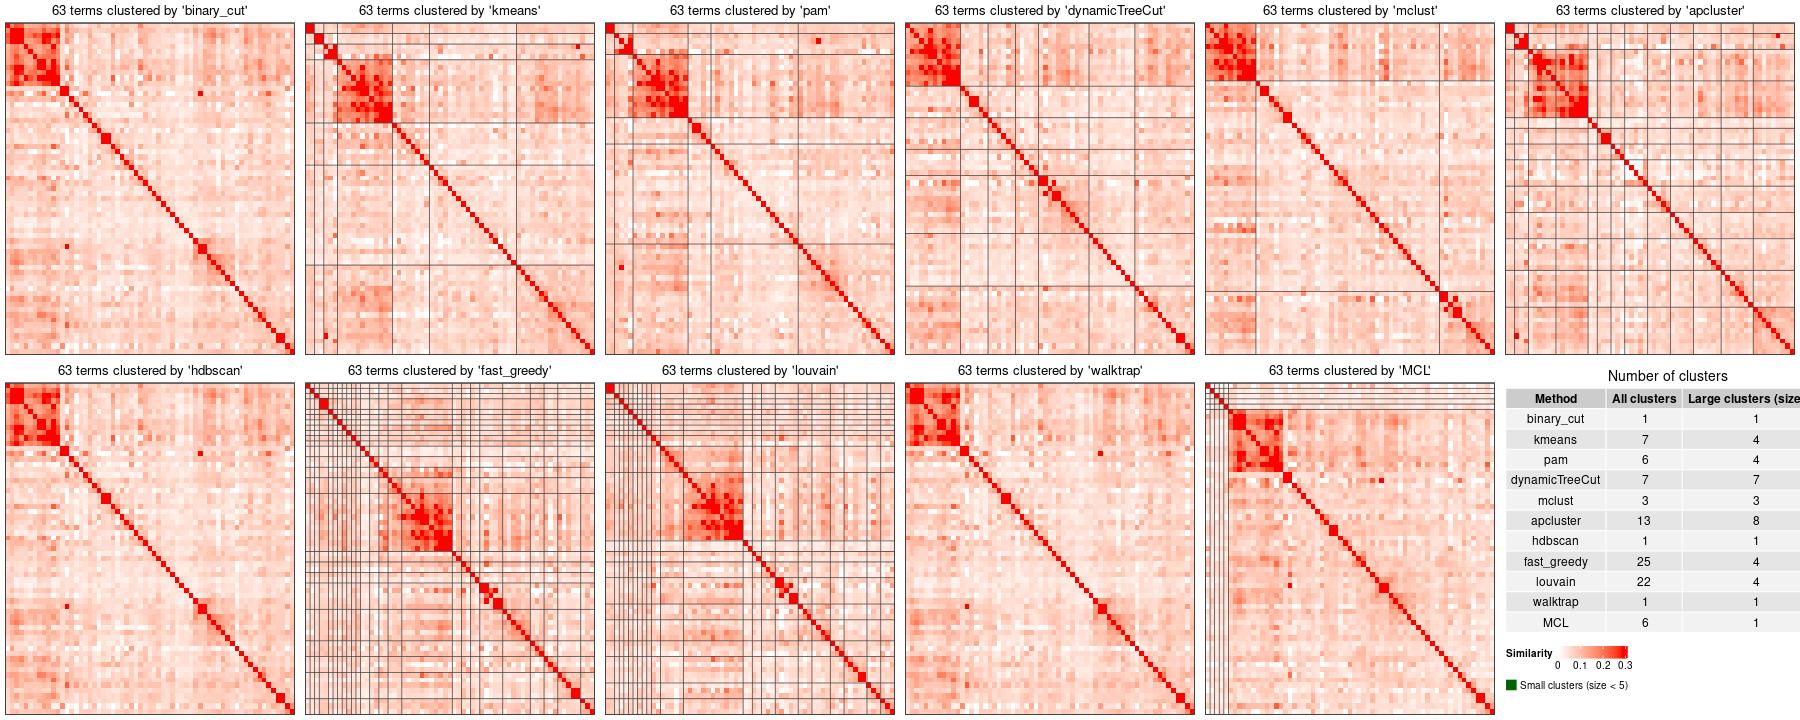 63 terms clustered by 'binary_cut'
63 terms clustered by 'kmeans'
63 terms clustered by 'pam'
63 terms clustered by 'dynamicTreeCut'
63 terms clustered by 'mclust'
63 terms clustered by 'apcluster'
63 terms clustered by 'hdbscan'
63 terms clustered by 'fast_greedy'
63 terms clustered by 'louvain'
63 terms clustered by 'walktrap'
63 terms clustered by 'MCL'
Number of clusters
Method All clusters Large clusters (size
binary_cut 1 1
kmeans 7 4
pam 6 4
dynamicTreeCut 7 7
mclust 3 3
apcluster 13 8
hdbscan 1 1
fast_greedy 25 4
louvain 22 4
walktrap 1 1
MCL 6 1
Similarity
0 0.1 0.2 0.3
Small clusters (size < 5)